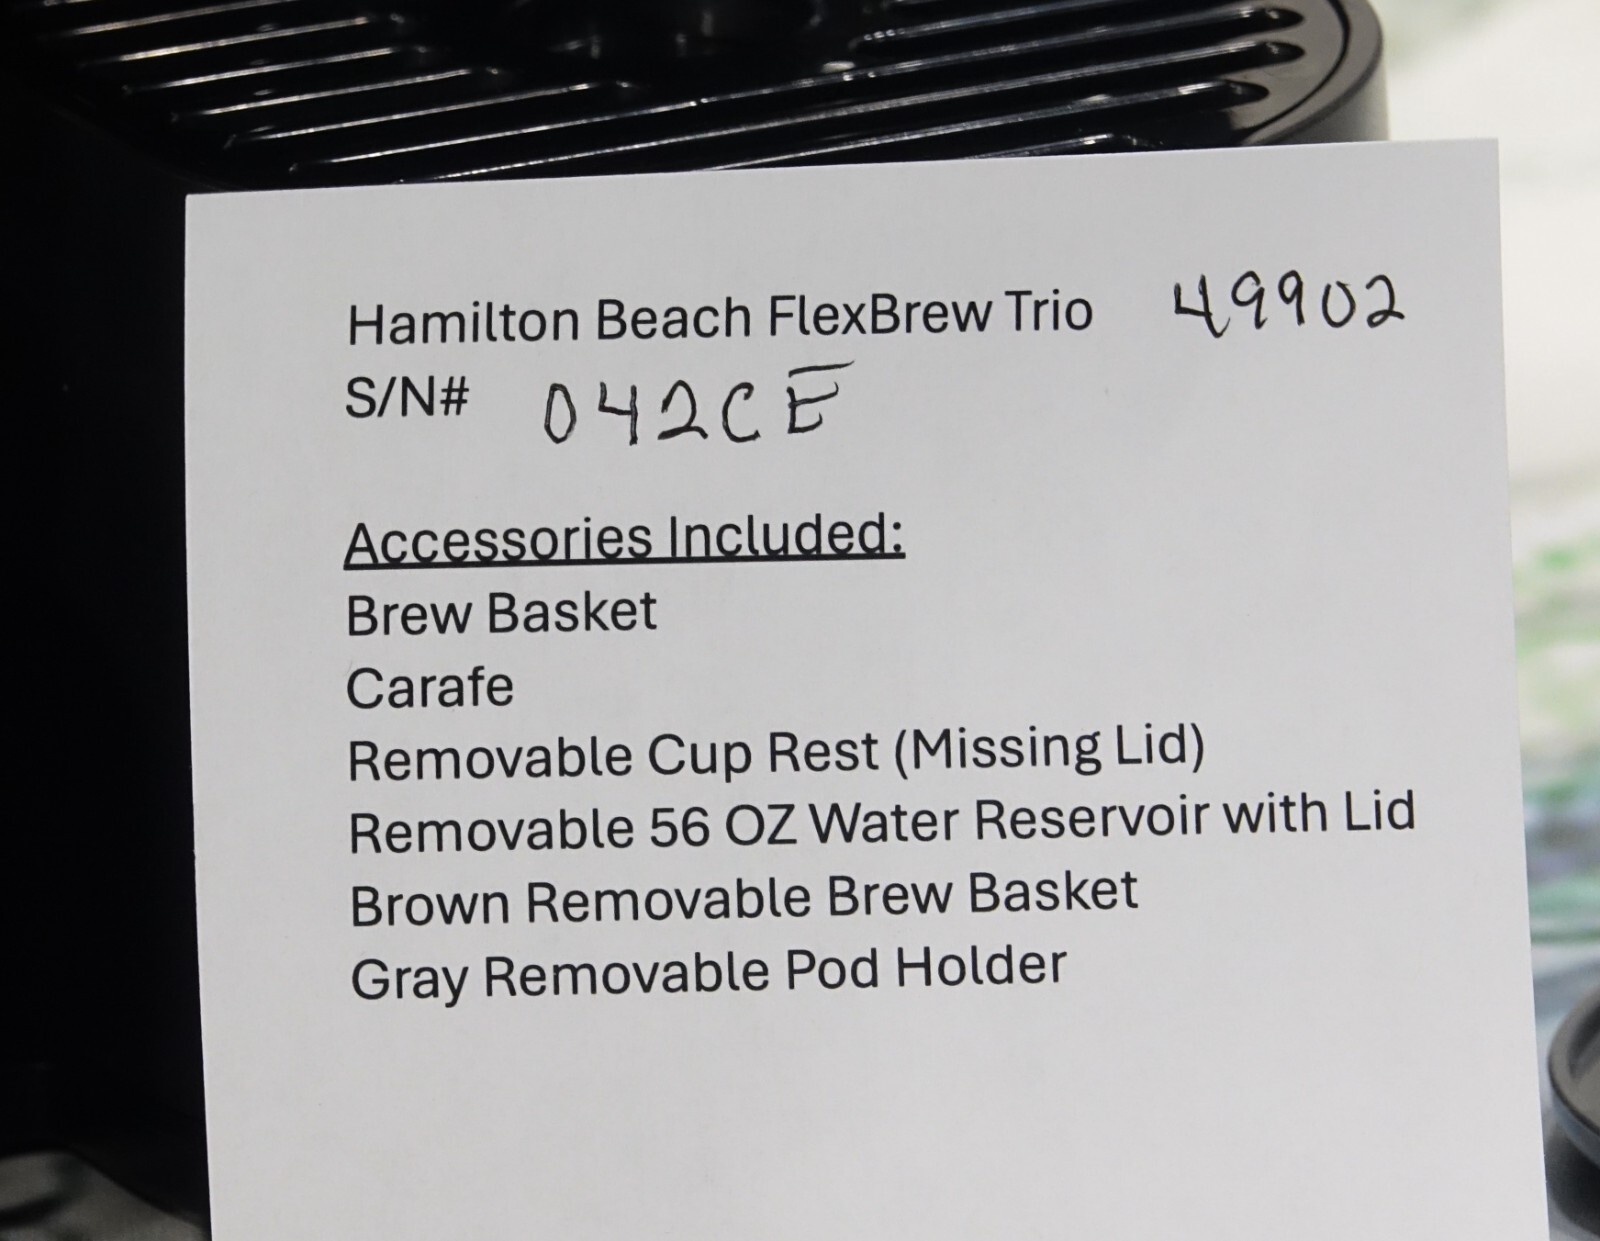 Hamilton Beach FlexBrew Trio 49902
S/N# 042CE
Accessories Included:
Brew Basket
Carafe
Removable Cup Rest (Missing Lid)
Removable 56 OZ Water Reservoir with Lid
Brown Removable Brew Basket
Gray Removable Pod Holder